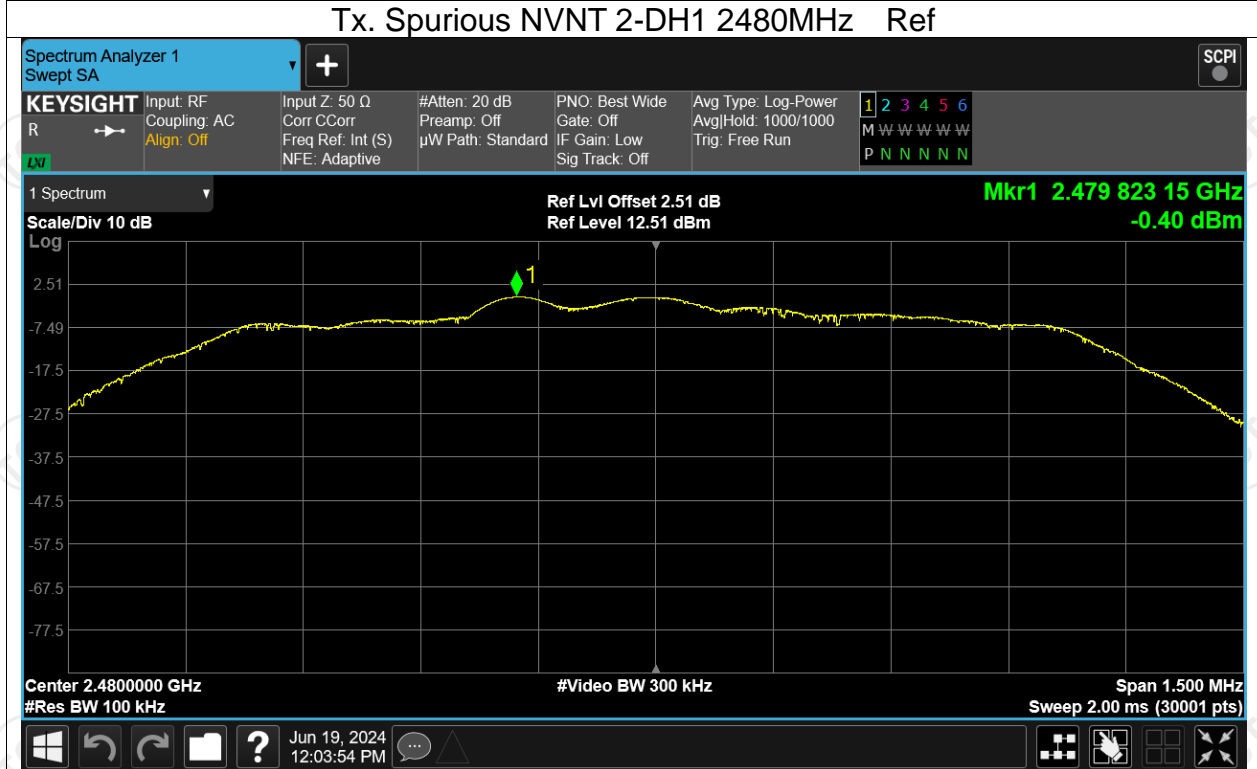 Tx. Spurious NVNT 2-DH1 2480MHz Ref
Spectrum Analyzer 1
Swept SA
+
SCPI
KEYSIGHT
R
LXI
Input: RF
Coupling: AC
Align: Off
Input Z: 50 Ω
Corr CCorr
Freq Ref: Int (S)
NFE: Adaptive
#Atten: 20 dB
Preamp: Off
µW Path: Standard
PNO: Best Wide
Gate: Off
IF Gain: Low
Sig Track: Off
Avg Type: Log-Power
Avg|Hold: 1000/1000
Trig: Free Run
1 2 3 4 5 6
M W W W W W
P N N N N N
1 Spectrum
Scale/Div 10 dB
Ref Lvl Offset 2.51 dB
Ref Level 12.51 dBm
Mkr1 2.479 823 15 GHz
-0.40 dBm
Log
1
2.51
-7.49
-17.5
-27.5
-37.5
-47.5
-57.5
-67.5
-77.5
Center 2.4800000 GHz
#Res BW 100 kHz
#Video BW 300 kHz
Span 1.500 MHz
Sweep 2.00 ms (30001 pts)
?
Jun 19, 2024
12:03:54 PM